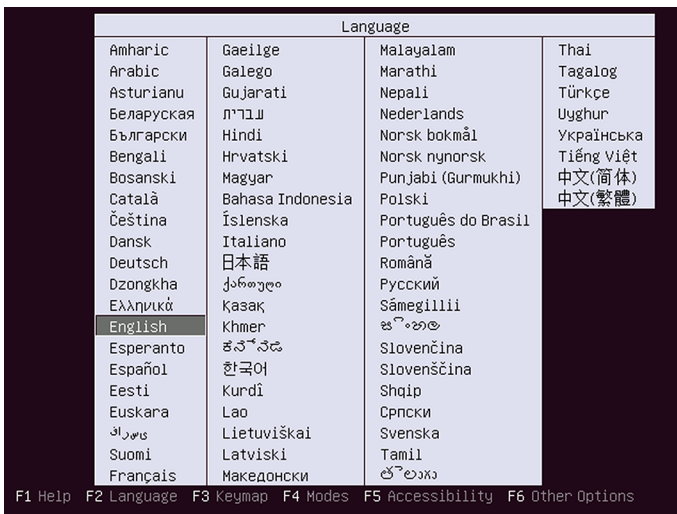 Language
Amharic
Arabic
Asturianu
Беларуская
Български
Bengali
Bosanski
Català
Čeština
Dansk
Deutsch
Dzongkha
Ελληνικά
English
Esperanto
Español
Eesti
Euskara
ىسراف
Suomi
Français
Gaeilge
Galego
Gujarati
עברית
Hindi
Hrvatski
Magyar
Bahasa Indonesia
Íslenska
Italiano
日本語
ქართული
Қазақ
Khmer
ಕನ್ನಡ
한국어
Kurdî
Lao
Lietuviškai
Latviski
Македонски
Malayalam
Marathi
Nepali
Nederlands
Norsk bokmål
Norsk nynorsk
Punjabi (Gurmukhi)
Polski
Português do Brasil
Português
Română
Русский
Sámegillii
සිංහල
Slovenčina
Slovenščina
Shqip
Српски
Svenska
Tamil
తెలుగు
Thai
Tagalog
Türkçe
Uyghur
Українська
Tiếng Việt
中文(简体)
中文(繁體)
F1 Help F2 Language F3 Keymap F4 Modes F5 Accessibility F6 Other Options